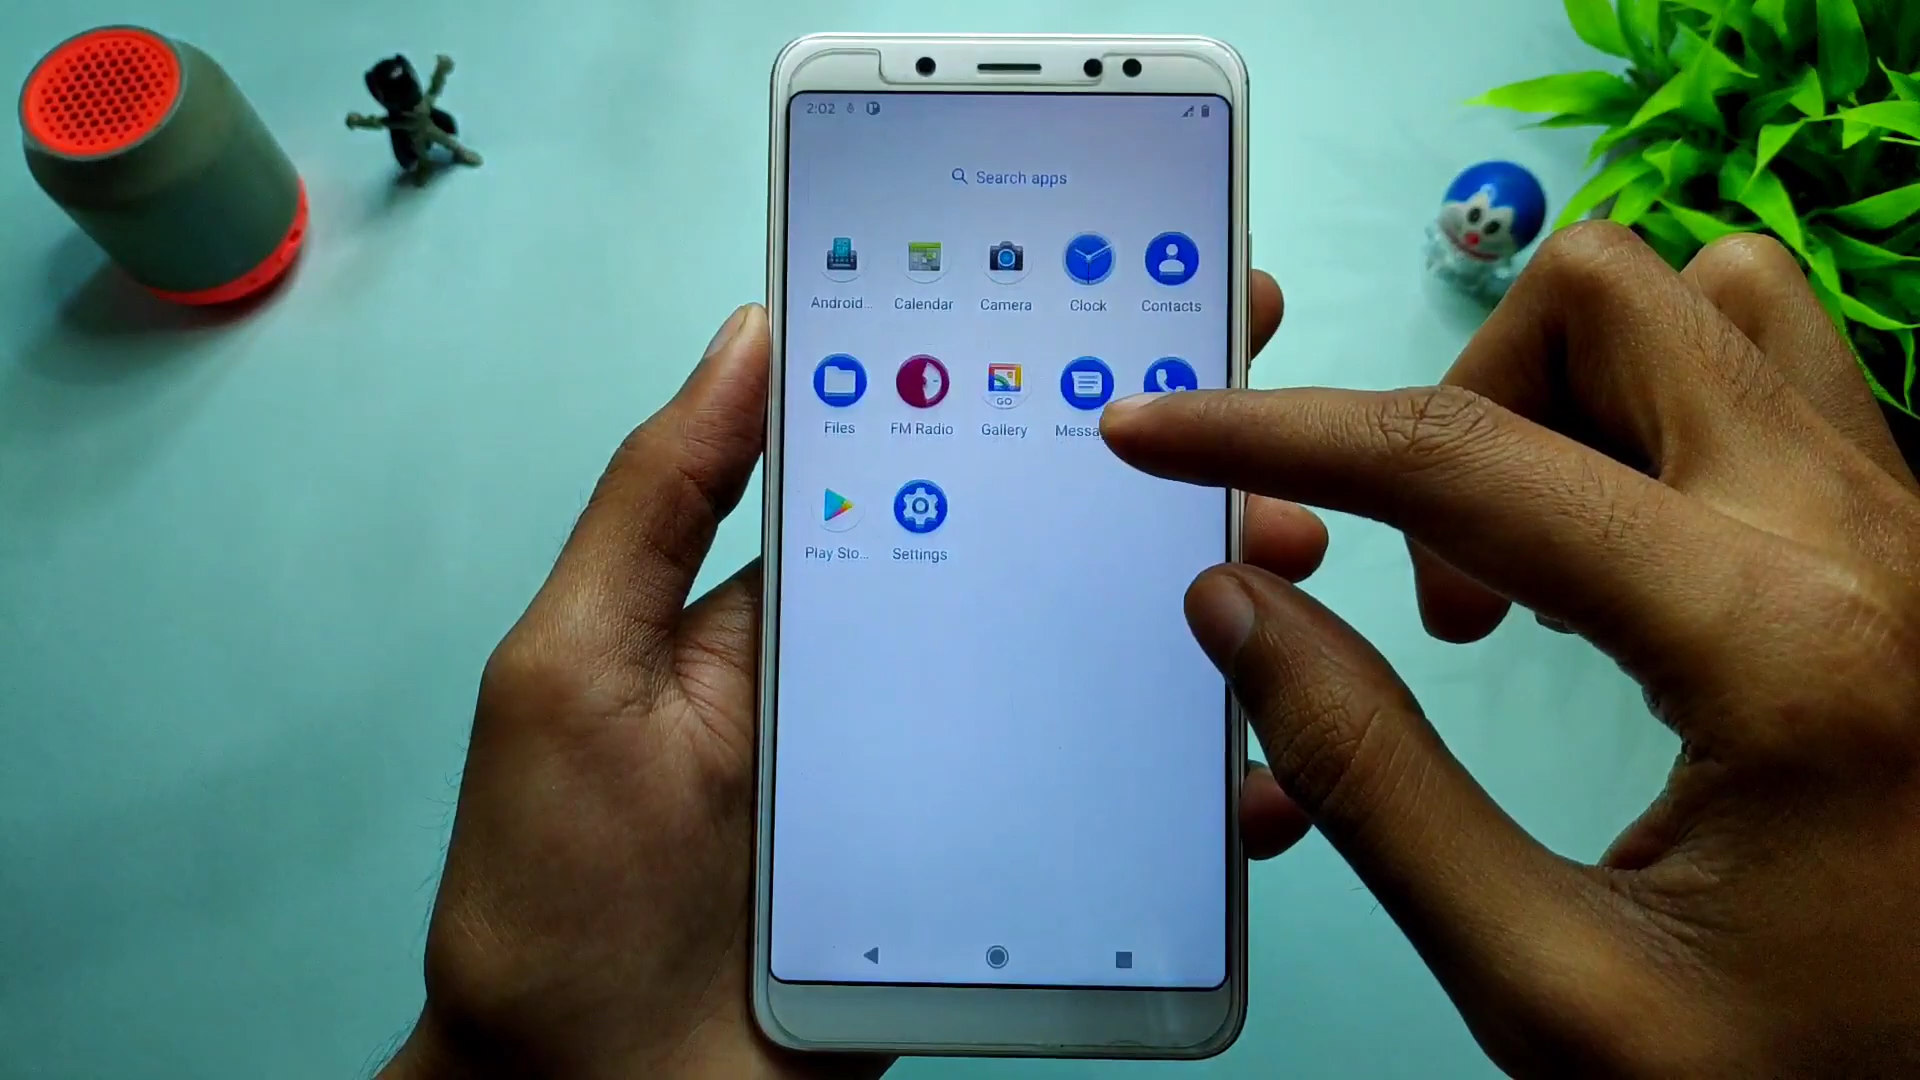 2:02
Search apps
Android... Calendar Camera Clock Contacts
Files FM Radio GO Gallery Messa
Play Sto... Settings